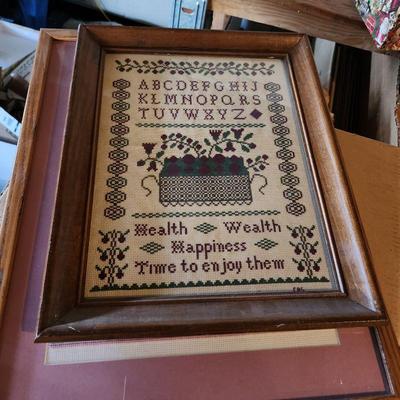 ABCDEFGHIJ
KLMNOPQRS
TUVWXYZ
Health Wealth
Happiness
Time to enjoy them